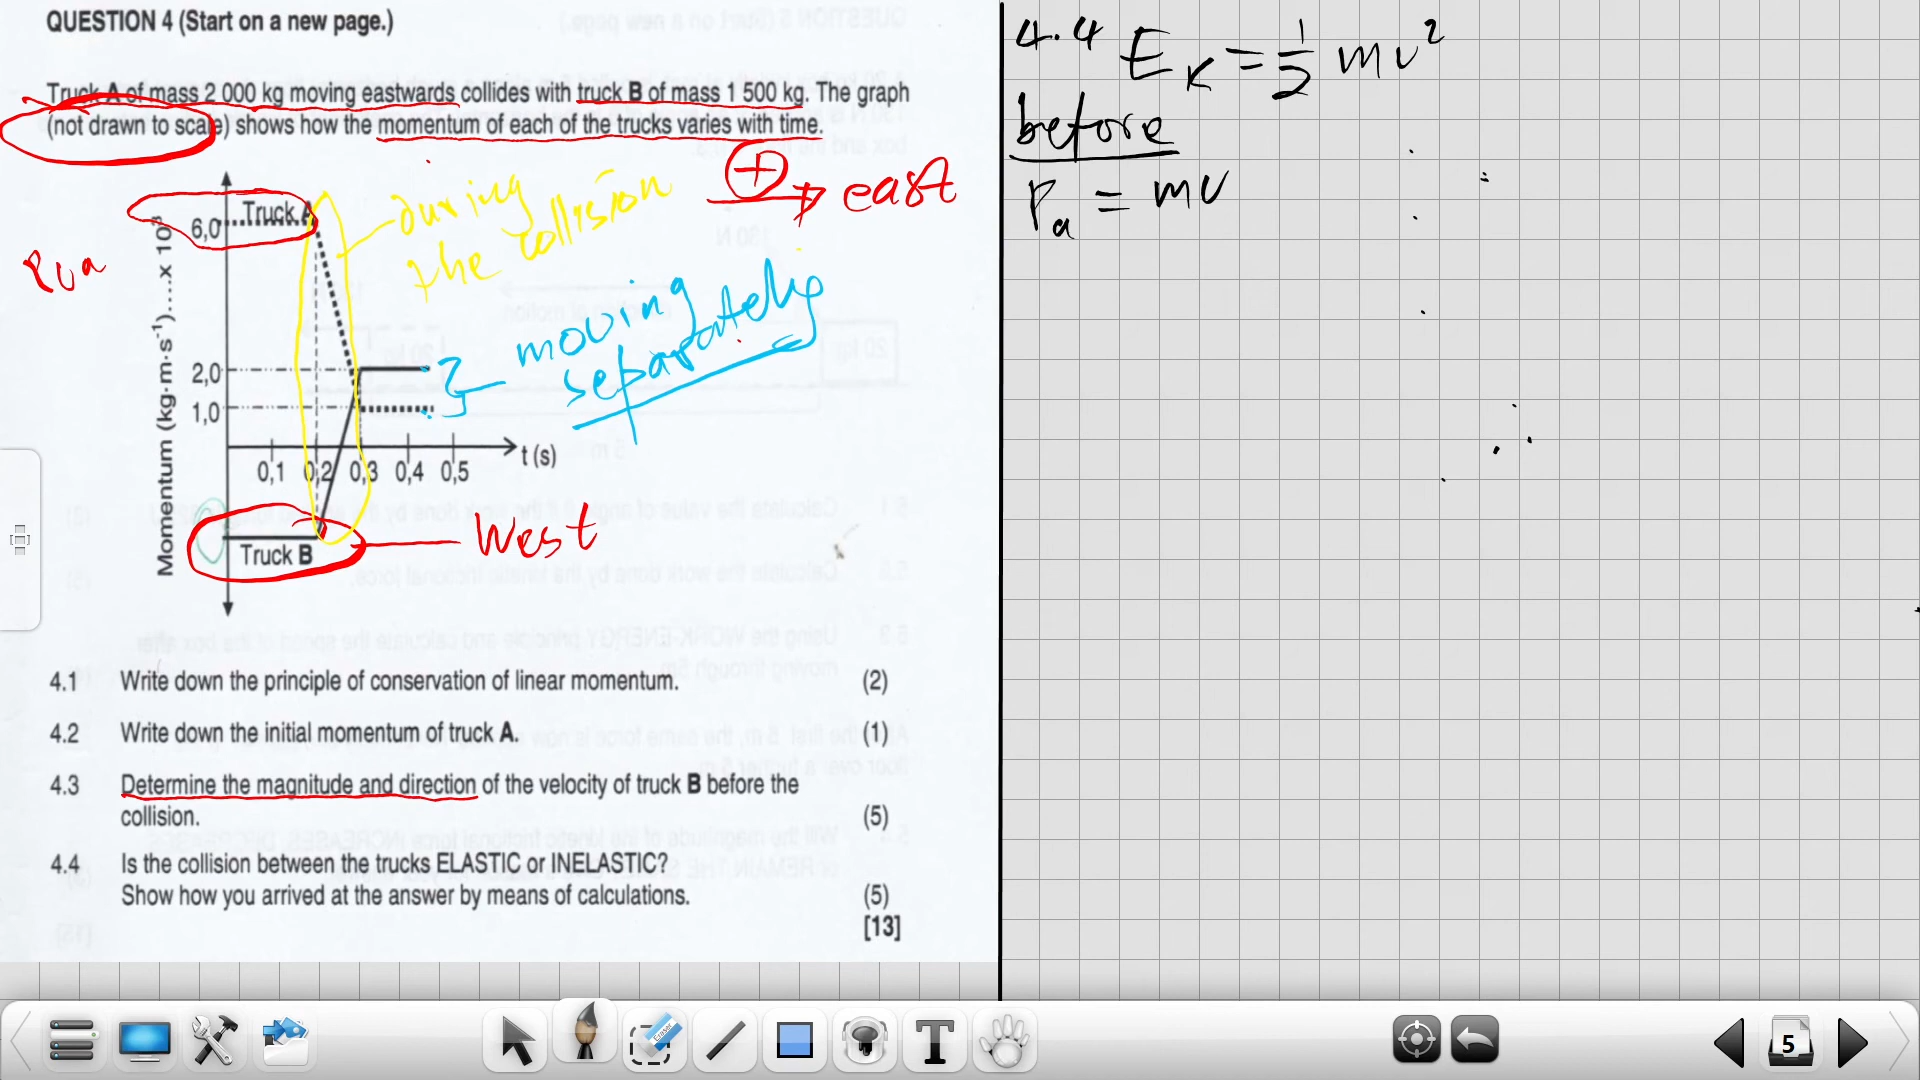 QUESTION 4 (Start on a new page.)
Truck A of mass 2 000 kg moving eastwards collides with truck B of mass 1 500 kg. The graph
(not drawn to scale) shows how the momentum of each of the trucks varies with time.
+ east
during
the collision
Truck A
6,0
moving
separately
2,0
1,0
Momentum (kg·m·s⁻¹)....x 10³
0,1 0,2 0,3 0,4 0,5 t (s)
West
Truck B
4.1 Write down the principle of conservation of linear momentum. (2)
4.2 Write down the initial momentum of truck A. (1)
4.3 Determine the magnitude and direction of the velocity of truck B before the
collision. (5)
4.4 Is the collision between the trucks ELASTIC or INELASTIC?
Show how you arrived at the answer by means of calculations. (5)
[13]
4.4 E_K = 1/2 mv²
before
P_a = mv
T
5